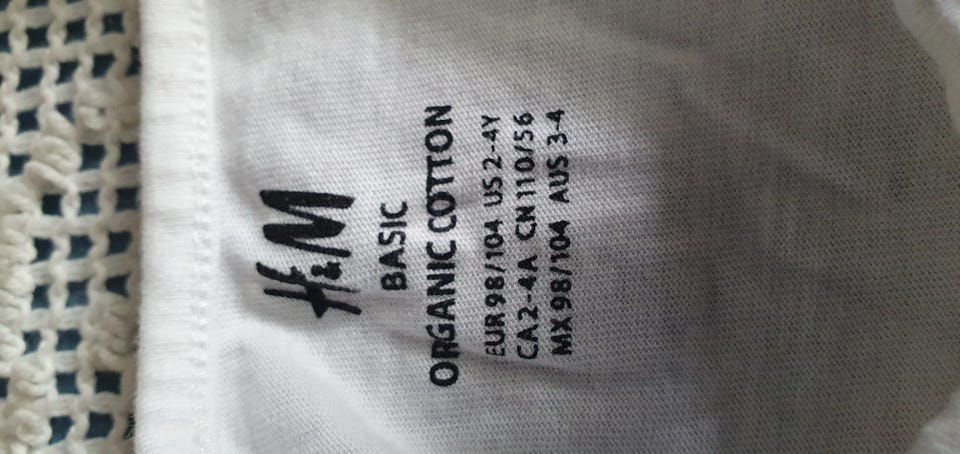 H&M
BASIC
ORGANIC COTTON
EUR 98/104 US 2-4Y
CA 2-4A CN 110/56
MX 98/104 AUS 3-4